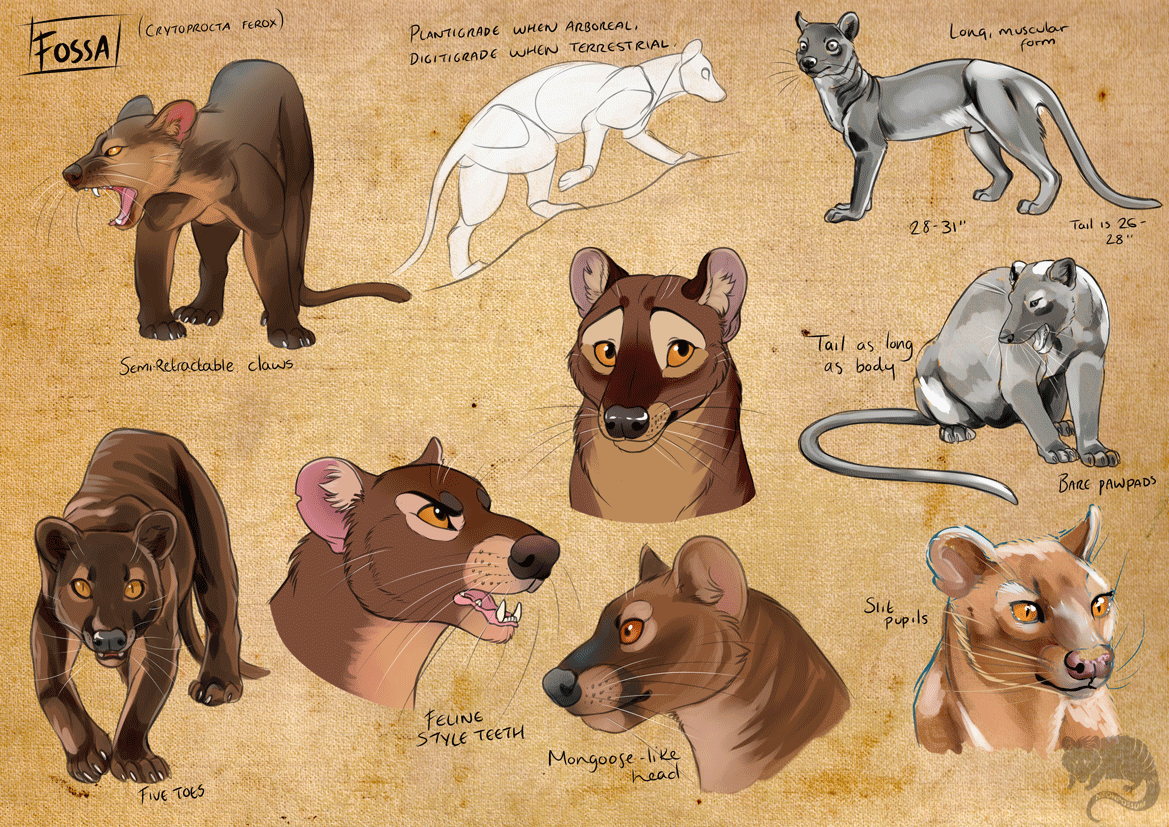 FOSSA
(CRYTOPROCTA FEROX)
PLANTIGRADE WHEN ARBOREAL,
DIGITIGRADE WHEN TERRESTRIAL.
Long, muscular
form
28-31"
Tail is 26-
28"
Semi-Retractable claws
Tail as long
as body
BARE PAWPADS
Slit
pupils
FELINE
STYLE TEETH
Mongoose-like
head
FIVE TOES